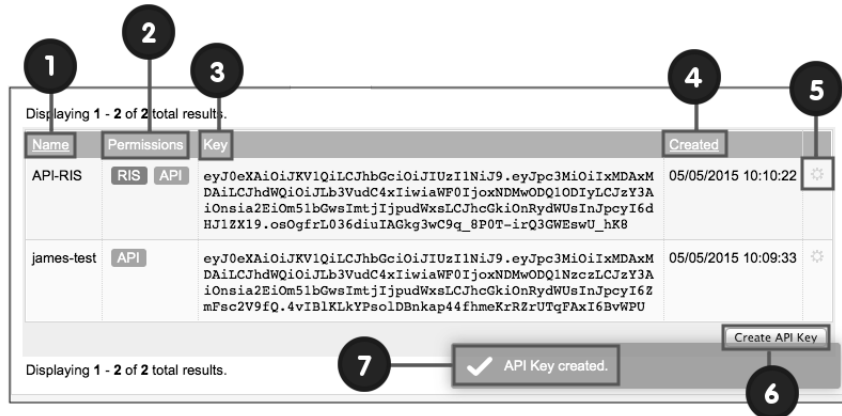 1 2 3 4 5
Displaying 1 - 2 of 2 total results.
Name Permissions Key Created
API-RIS RIS API eyJ0eXAiOiJKV1QiLCJhbGciOiJIUzI1NiJ9.eyJpc3MiOiIxMDAxM 05/05/2015 10:10:22
DAiLCJhdWQiOiJLb3VudC4xIiwiaWF0IjoxNDMwODQ1ODIyLCJzY3A
iOnsia2EiOm51bGwsImtjIjpudWxsLCJhcGkiOnRydWUsInJpcyI6d
HJ1ZX19.osOgfrL036diuIAGkg3wC9q_8P0T-irQ3GWEswU_hK8
james-test API eyJ0eXAiOiJKV1QiLCJhbGciOiJIUzI1NiJ9.eyJpc3MiOiIxMDAxM 05/05/2015 10:09:33
DAiLCJhdWQiOiJLb3VudC4xIiwiaWF0IjoxNDMwODQ1NzczLCJzY3A
iOnsia2EiOm51bGwsImtjIjpudWxsLCJhcGkiOnRydWUsInJpcyI6Z
mFsc2V9fQ.4vIBlKLkYPsolDBnkap44fhmeKrRZrUTqFAxI6BvWPU
Create API Key
7 API Key created.
Displaying 1 - 2 of 2 total results.
6